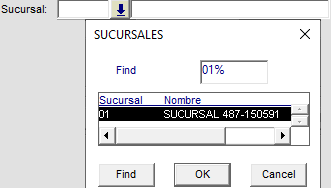 Sucursal:
SUCURSALES
Find 01%
Sucursal Nombre
01 SUCURSAL 487-150591
Find OK Cancel